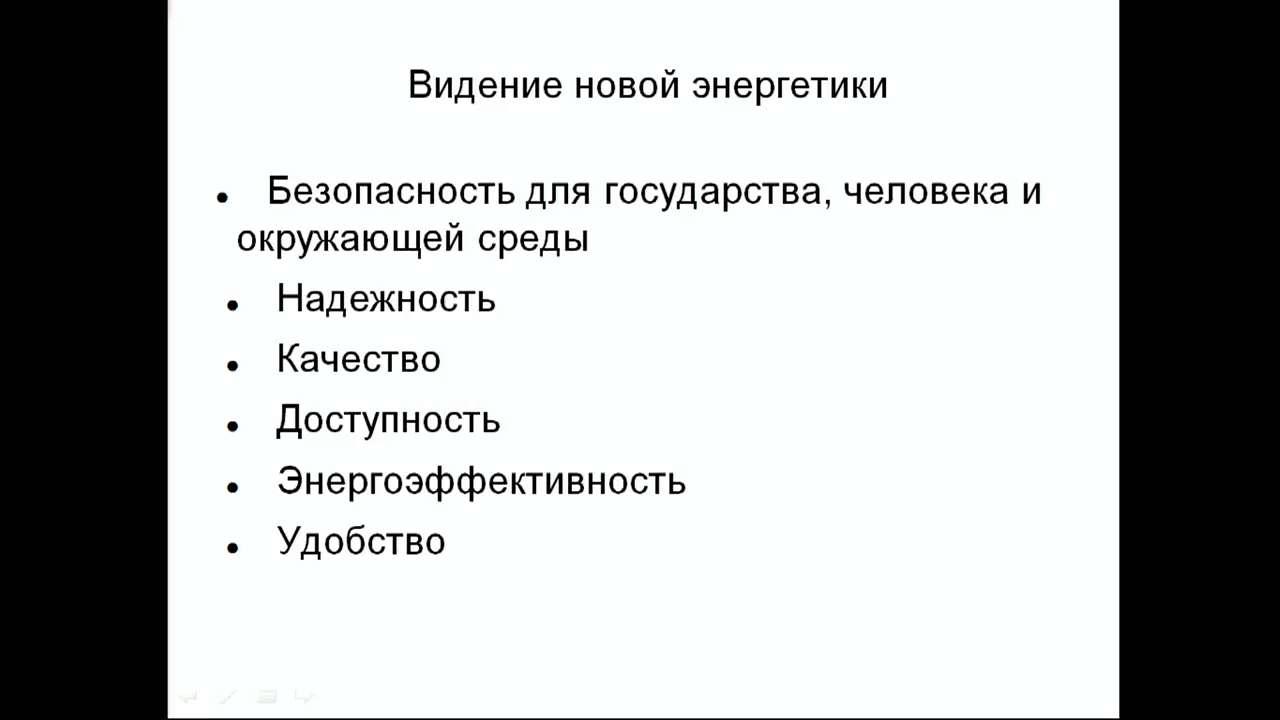 Видение новой энергетики
• Безопасность для государства, человека и
окружающей среды
• Надежность
• Качество
• Доступность
• Энергоэффективность
• Удобство